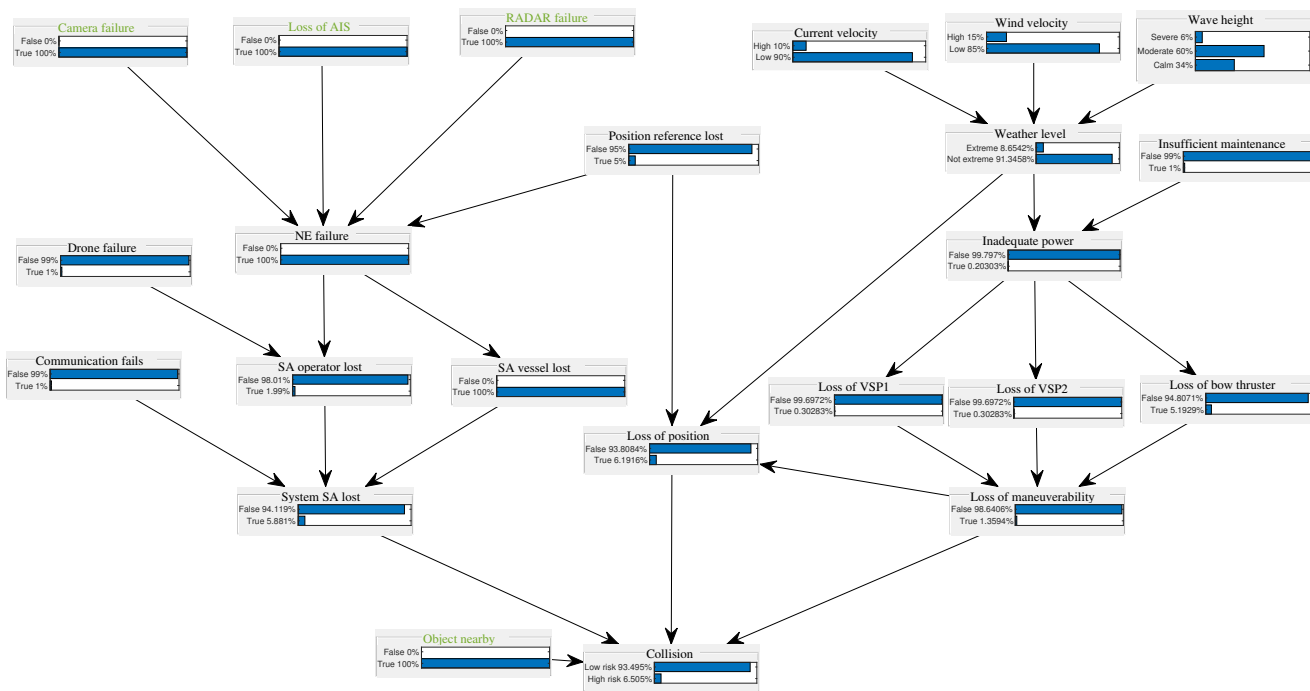 Camera failure
False 0%
True 100%
Loss of AIS
False 0%
True 100%
RADAR failure
False 0%
True 100%
Current velocity
High 10%
Low 90%
Wind velocity
High 15%
Low 85%
Wave height
Severe 6%
Moderate 60%
Calm 34%
Position reference lost
False 95%
True 5%
Weather level
Extreme 8.6542%
Not extreme 91.3458%
Insufficient maintenance
False 99%
True 1%
Drone failure
False 99%
True 1%
NE failure
False 0%
True 100%
Inadequate power
False 99.797%
True 0.20303%
Communication fails
False 99%
True 1%
SA operator lost
False 98.01%
True 1.99%
SA vessel lost
False 0%
True 100%
Loss of VSP1
False 99.6972%
True 0.30283%
Loss of VSP2
False 99.6972%
True 0.30283%
Loss of bow thruster
False 94.8071%
True 5.1929%
Loss of position
False 93.8084%
True 6.1916%
System SA lost
False 94.119%
True 5.881%
Loss of maneuverability
False 98.6406%
True 1.3594%
Object nearby
False 0%
True 100%
Collision
Low risk 93.495%
High risk 6.505%